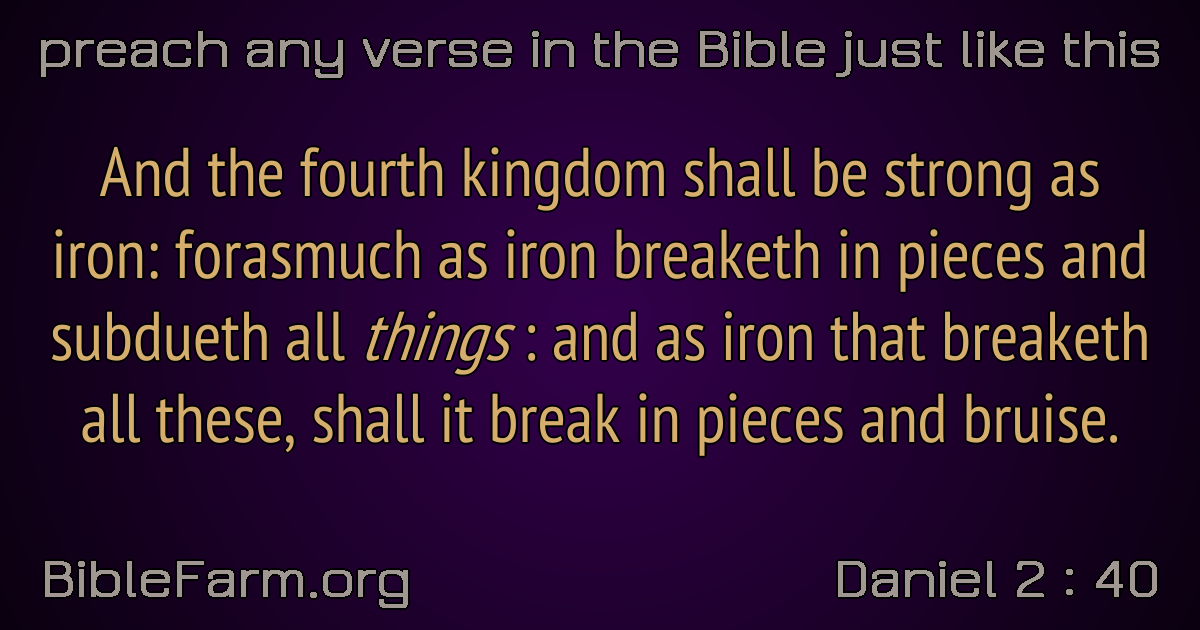 preach any verse in the Bible just like this
And the fourth kingdom shall be strong as
iron: forasmuch as iron breaketh in pieces and
subdueth all things : and as iron that breaketh
all these, shall it break in pieces and bruise.
BibleFarm.org
Daniel 2 : 40